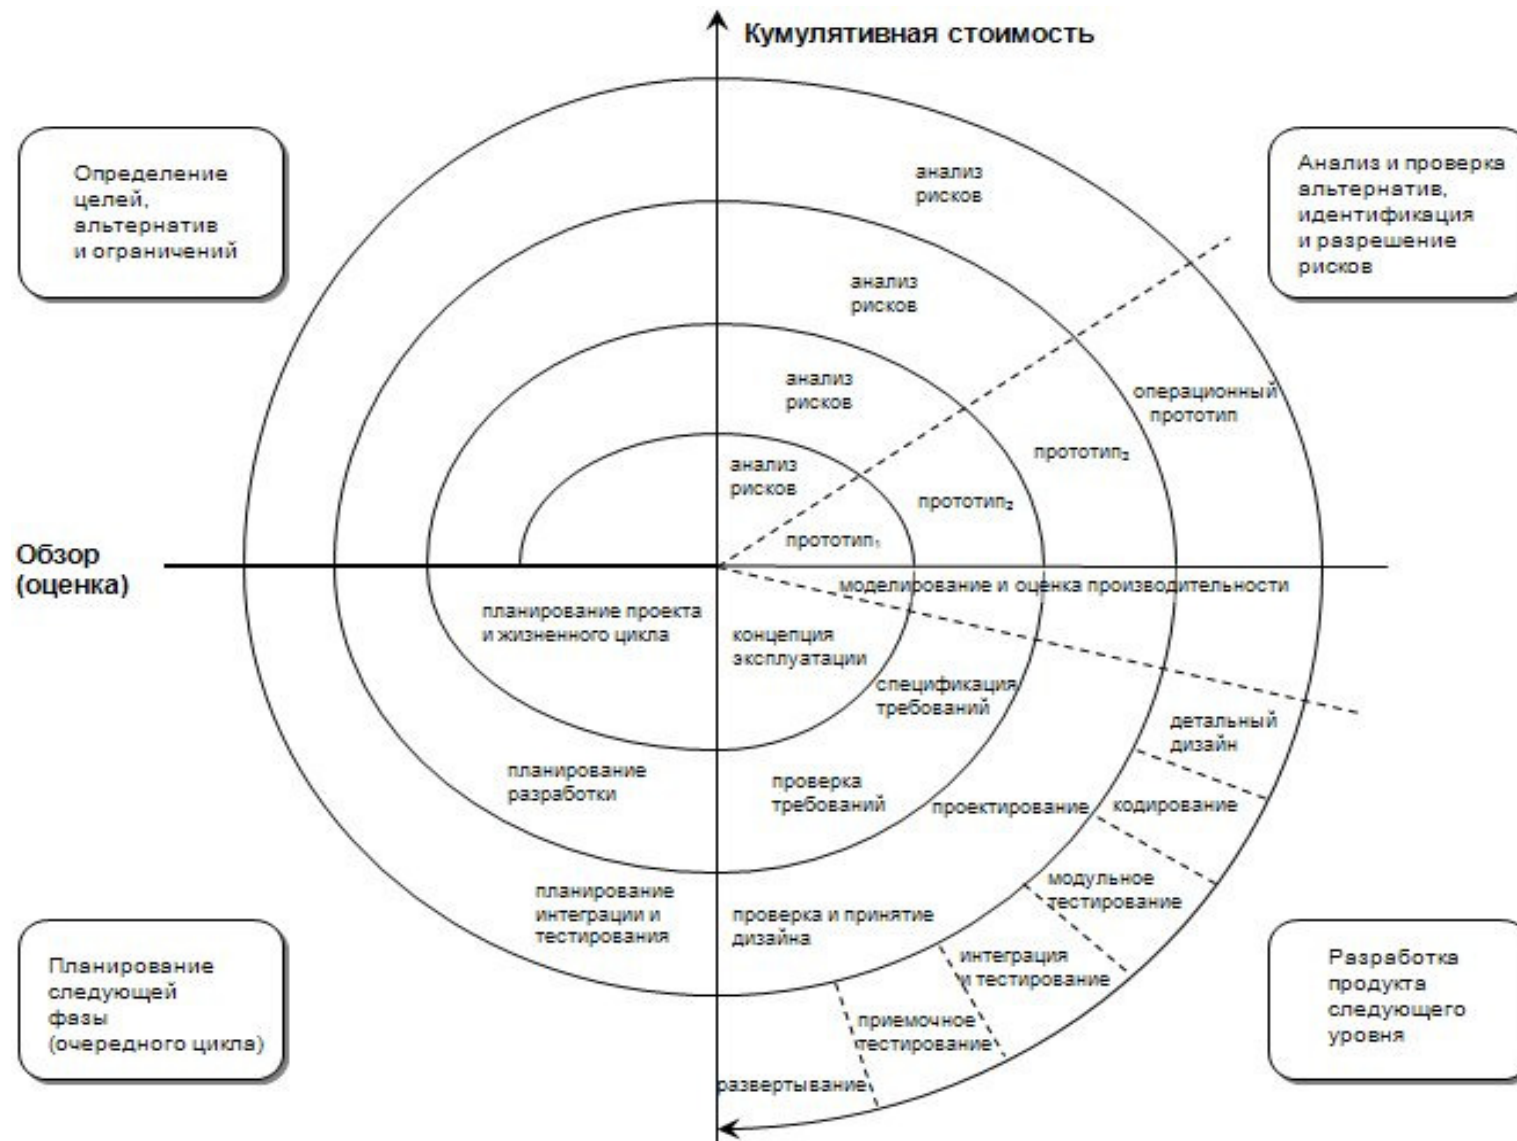 Кумулятивная стоимость
Определение
целей,
альтернатив
и ограничений
Анализ и проверка
альтернатив,
идентификация
и разрешение
рисков
анализ
рисков
анализ
рисков
анализ
рисков
анализ
рисков
операционный
прототип
прототип₃
прототип₂
прототип₁
Обзор
(оценка)
моделирование и оценка производительности
планирование проекта
и жизненного цикла
концепция
эксплуатации
спецификация
требований
детальный
дизайн
планирование
разработки
проверка
требований
проектирование
кодирование
модульное
тестирование
планирование
интеграции и
тестирования
проверка и принятие
дизайна
интеграция
и тестирование
приемочное
тестирование
развертывание
Планирование
следующей
фазы
(очередного цикла)
Разработка
продукта
следующего
уровня